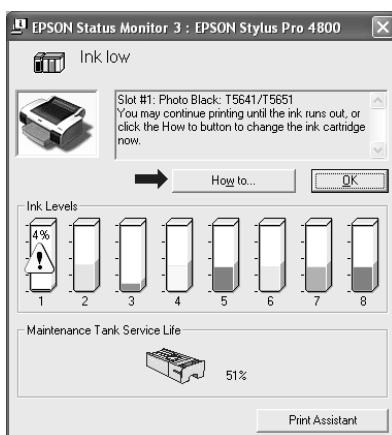 EPSON Status Monitor 3 : EPSON Stylus Pro 4800
Ink low
Slot #1: Photo Black: T5641/T5651
You may continue printing until the ink runs out, or
click the How to button to change the ink cartridge
now.
How to...
OK
Ink Levels
4%
1 2 3 4 5 6 7 8
Maintenance Tank Service Life
51%
Print Assistant